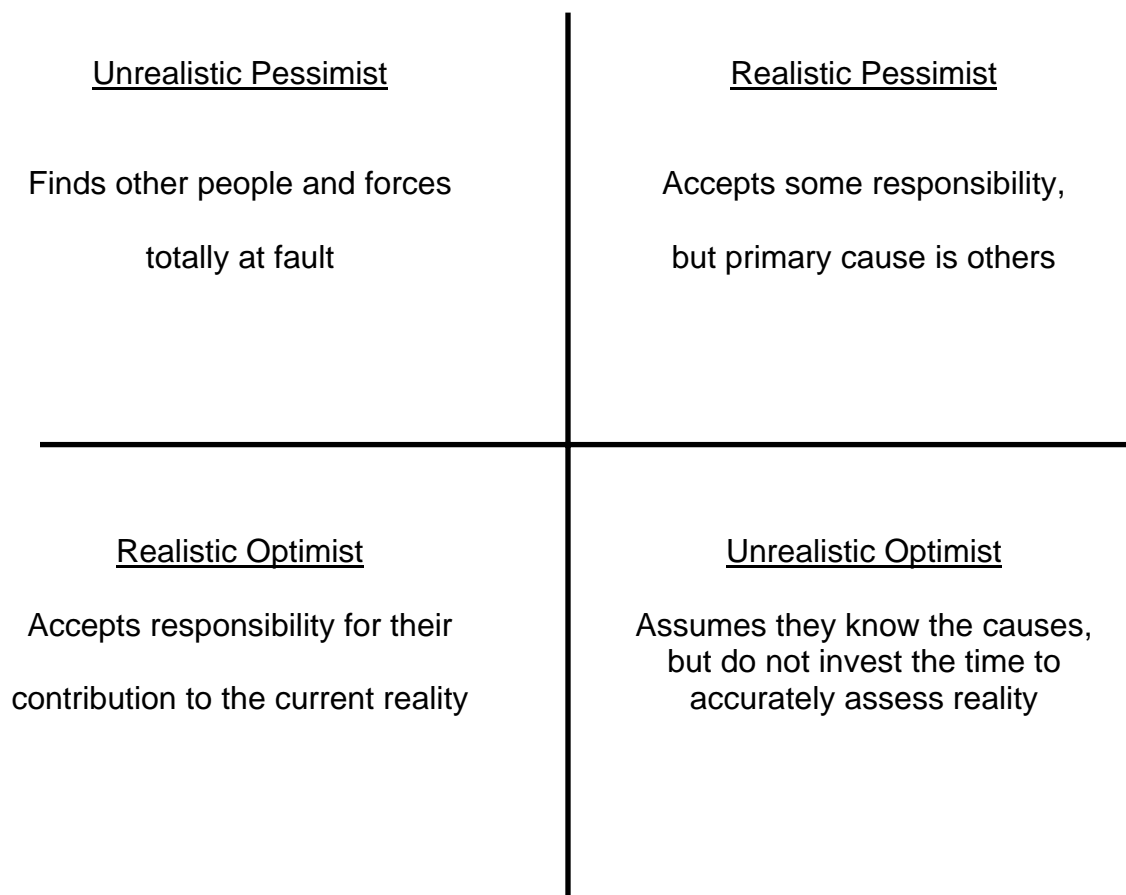 Unrealistic Pessimist
Finds other people and forces
totally at fault
Realistic Pessimist
Accepts some responsibility,
but primary cause is others
Realistic Optimist
Accepts responsibility for their
contribution to the current reality
Unrealistic Optimist
Assumes they know the causes,
but do not invest the time to
accurately assess reality